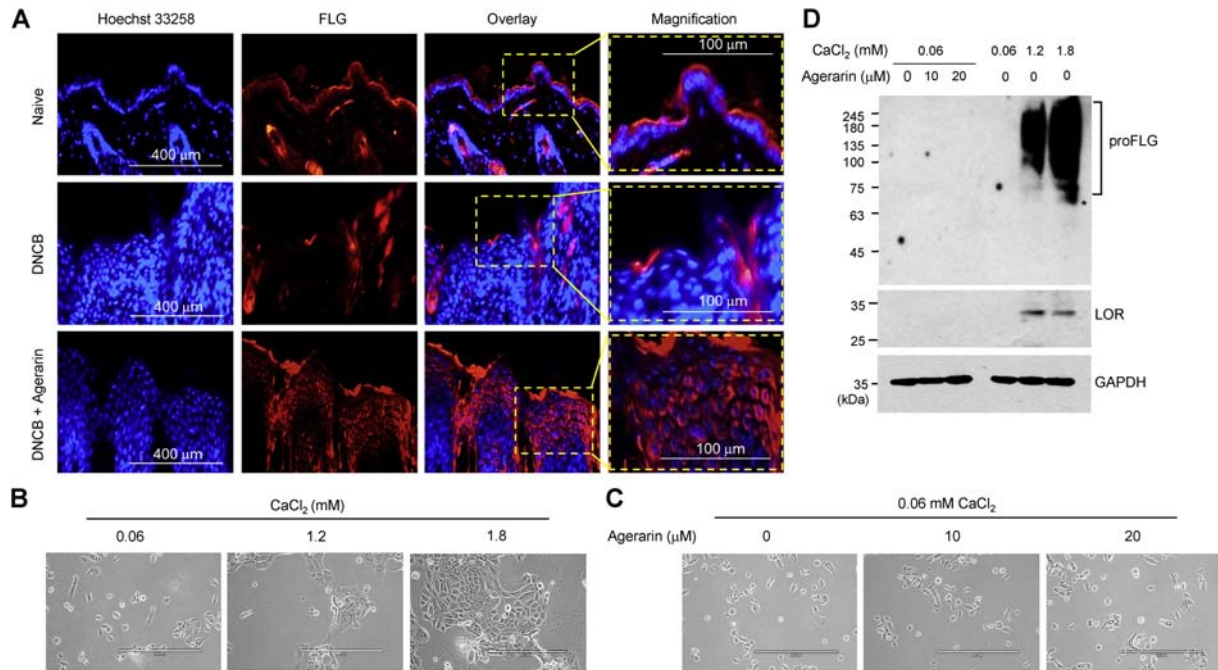 A
Hoechst 33258 FLG Overlay Magnification
Naive
400 μm
100 μm
DNCB
400 μm
100 μm
DNCB + Agerarin
400 μm
100 μm
D
CaCl₂ (mM) 0.06 0.06 1.2 1.8
Agerarin (μM) 0 10 20 0 0 0
245
180
135
100
75
63
45
proFLG
*
35
25
LOR
35
(kDa)
GAPDH
B
CaCl₂ (mM)
0.06 1.2 1.8
C
0.06 mM CaCl₂
Agerarin (μM) 0 10 20